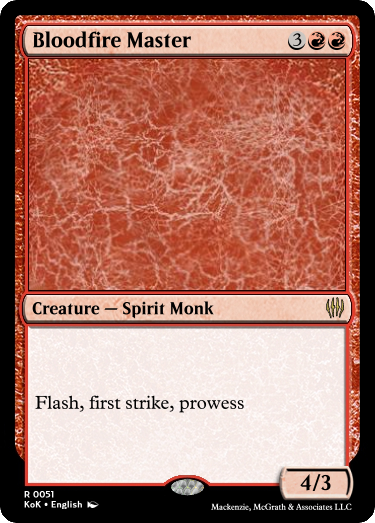 Bloodfire Master 3
Creature — Spirit Monk
Flash, first strike, prowess
4/3
R 0051
KoK • English
Mackenzie, McGrath & Associates LLC